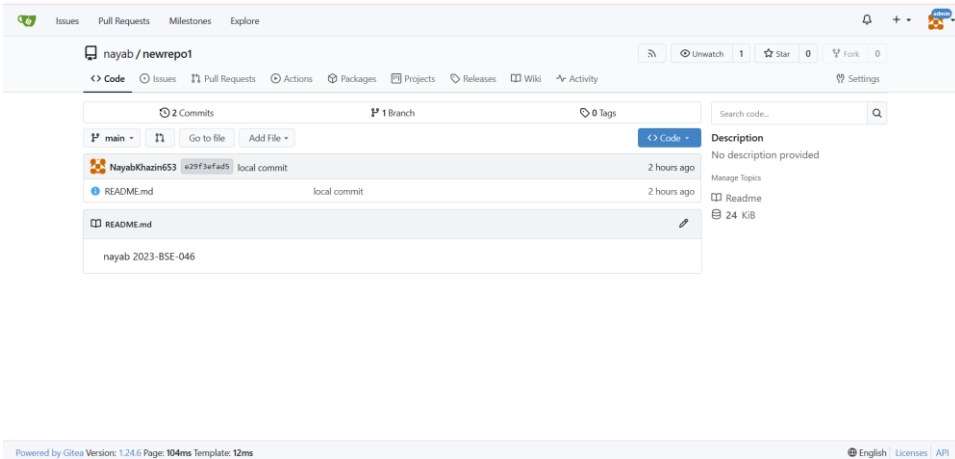 Issues Pull Requests Milestones Explore
admin
nayab / newrepo1
Unwatch 1 Star 0 Fork 0
Code Issues Pull Requests Actions Packages Projects Releases Wiki Activity Settings
2 Commits 1 Branch 0 Tags
Search code...
main Go to file Add File Code
Description
No description provided
NayabKhazin653 e29f3efad5 local commit 2 hours ago
Manage Topics
README.md local commit 2 hours ago
Readme
24 KiB
README.md
nayab 2023-BSE-046
Powered by Gitea Version: 1.24.6 Page: 104ms Template: 12ms
English Licenses API